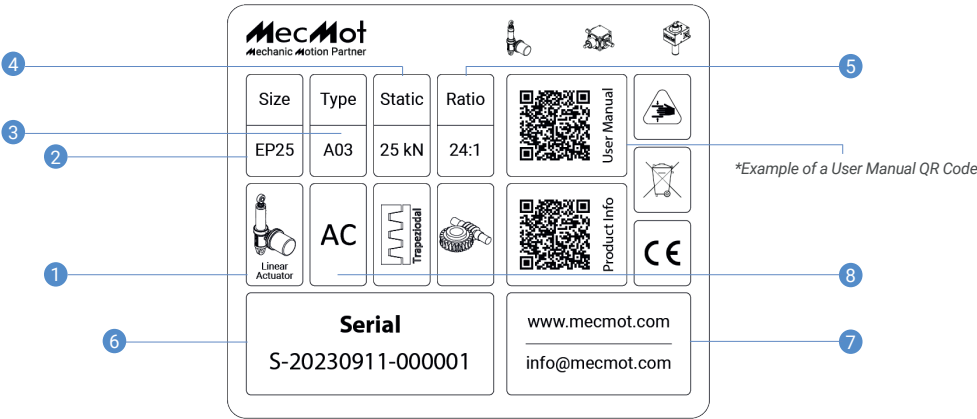 MecMot
Mechanic Motion Partner
4
5
Size
Type
Static
Ratio
3
2
EP25
A03
25 kN
24:1
User Manual
*Example of a User Manual QR Code
1
Linear
Actuator
AC
Trapeziodal
Product Info
CE
8
6
Serial
S-20230911-000001
www.mecmot.com
info@mecmot.com
7